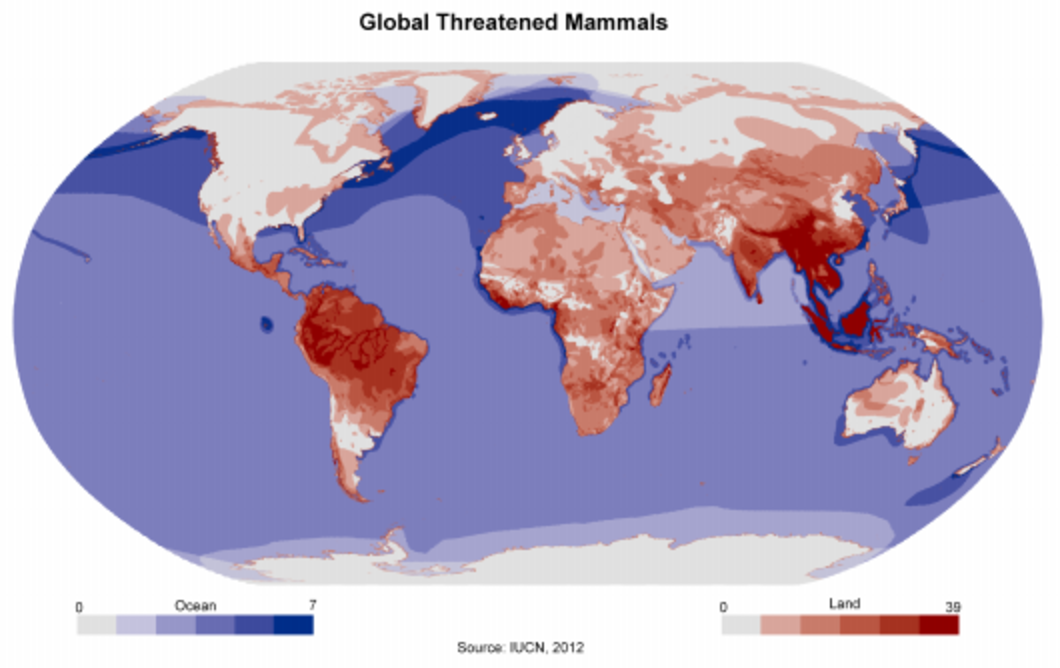 Global Threatened Mammals
0 Ocean 7
0 Land 39
Source: IUCN, 2012